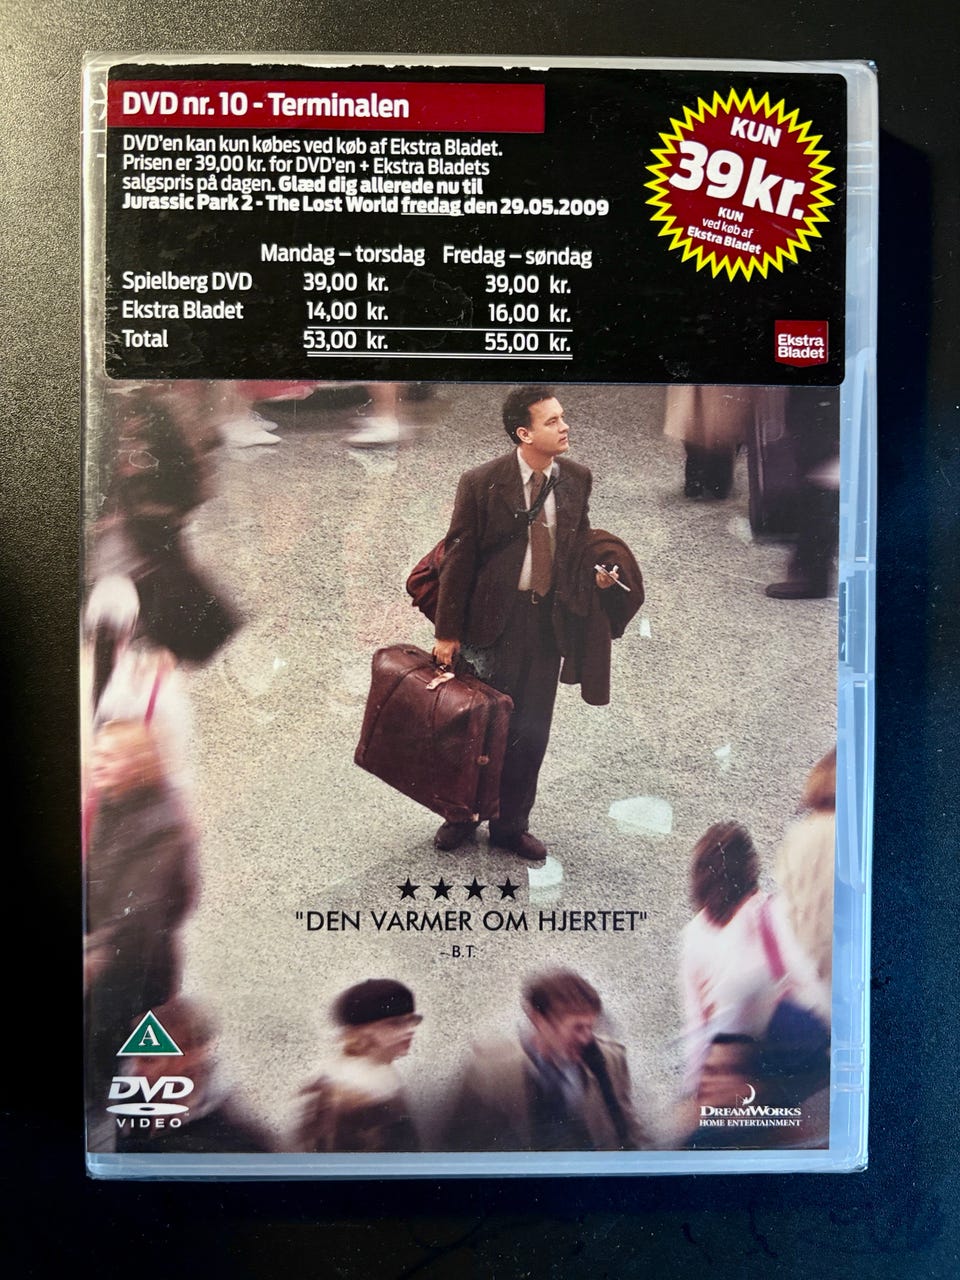 DVD nr. 10 - Terminalen
DVD'en kan kun købes ved køb af Ekstra Bladet.
Prisen er 39,00 kr. for DVD'en + Ekstra Bladets
salgspris på dagen. Glæd dig allerede nu til
Jurassic Park 2 - The Lost World fredag den 29.05.2009
KUN
39 kr.
KUN
ved køb af
Ekstra Bladet
Mandag – torsdag Fredag – søndag
Spielberg DVD 39,00 kr. 39,00 kr.
Ekstra Bladet 14,00 kr. 16,00 kr.
Total 53,00 kr. 55,00 kr.
Ekstra
Bladet
★ ★ ★ ★
"DEN VARMER OM HJERTET"
– B.T.
A
DVD
VIDEO
DREAMWORKS
HOME ENTERTAINMENT